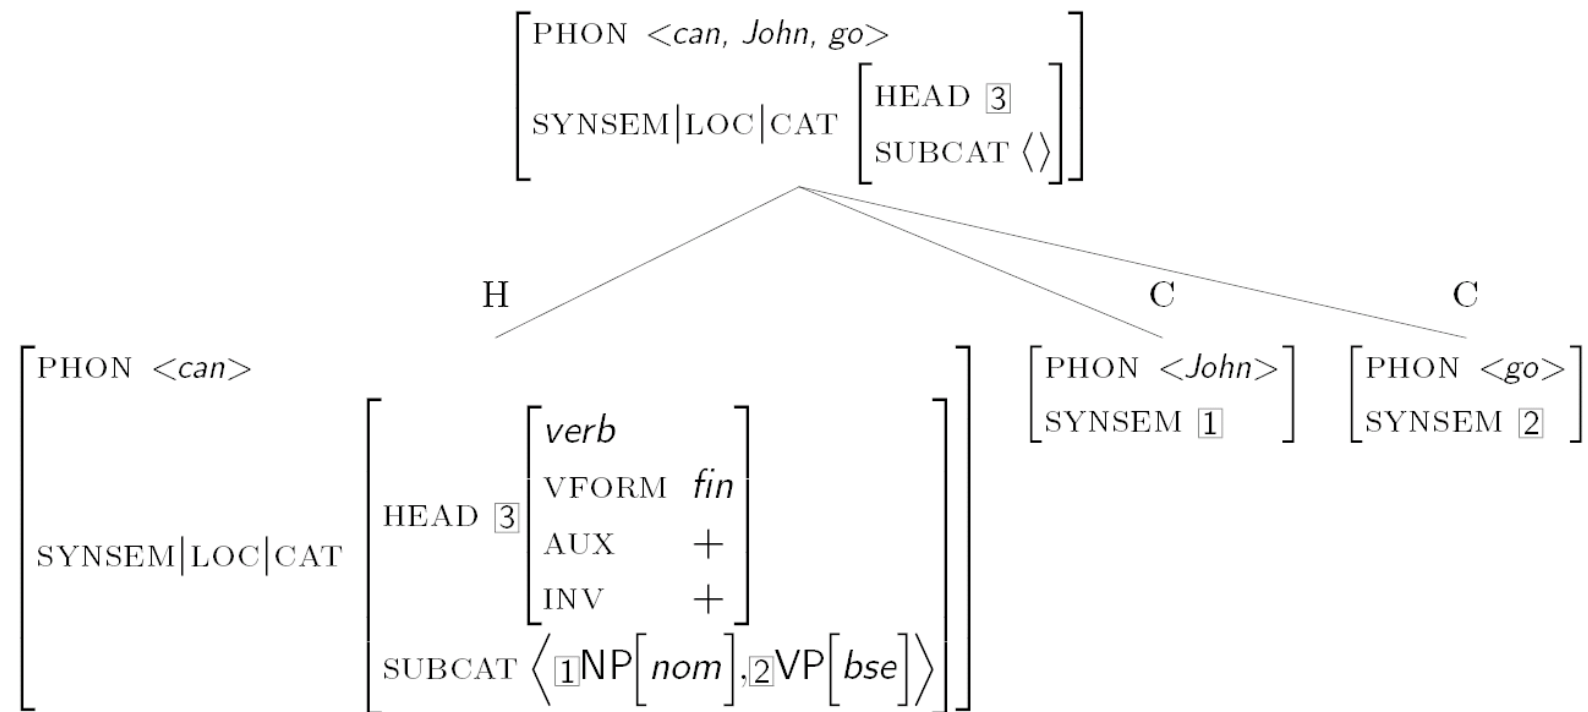 PHON <can, John, go>
SYNSEM|LOC|CAT
HEAD 3
SUBCAT ⟨⟩
H
C
C
PHON <can>
SYNSEM|LOC|CAT
HEAD 3
verb
VFORM fin
AUX +
INV +
SUBCAT ⟨1NP[nom],2VP[bse]⟩
PHON <John>
SYNSEM 1
PHON <go>
SYNSEM 2